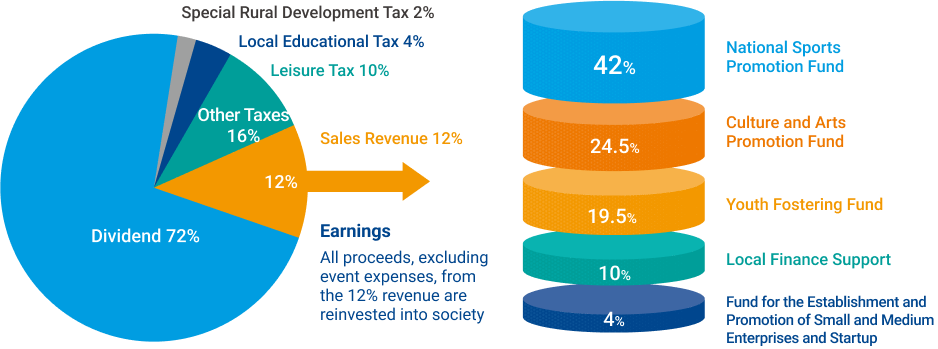 Special Rural Development Tax 2%
Local Educational Tax 4%
Leisure Tax 10%
Other Taxes
16%
Sales Revenue 12%
12%
Dividend 72%
Earnings
All proceeds, excluding
event expenses, from
the 12% revenue are
reinvested into society
42%
National Sports
Promotion Fund
24.5%
Culture and Arts
Promotion Fund
19.5%
Youth Fostering Fund
10%
Local Finance Support
4%
Fund for the Establishment and
Promotion of Small and Medium
Enterprises and Startup